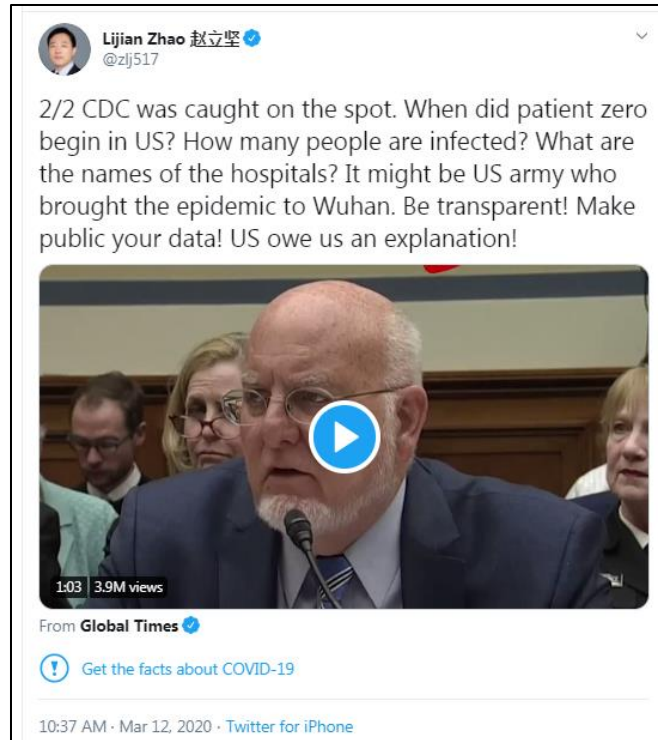 Lijian Zhao 赵立坚
@zlj517
2/2 CDC was caught on the spot. When did patient zero
begin in US? How many people are infected? What are
the names of the hospitals? It might be US army who
brought the epidemic to Wuhan. Be transparent! Make
public your data! US owe us an explanation!
1:03 3.9M views
From Global Times
Get the facts about COVID-19
10:37 AM · Mar 12, 2020 · Twitter for iPhone